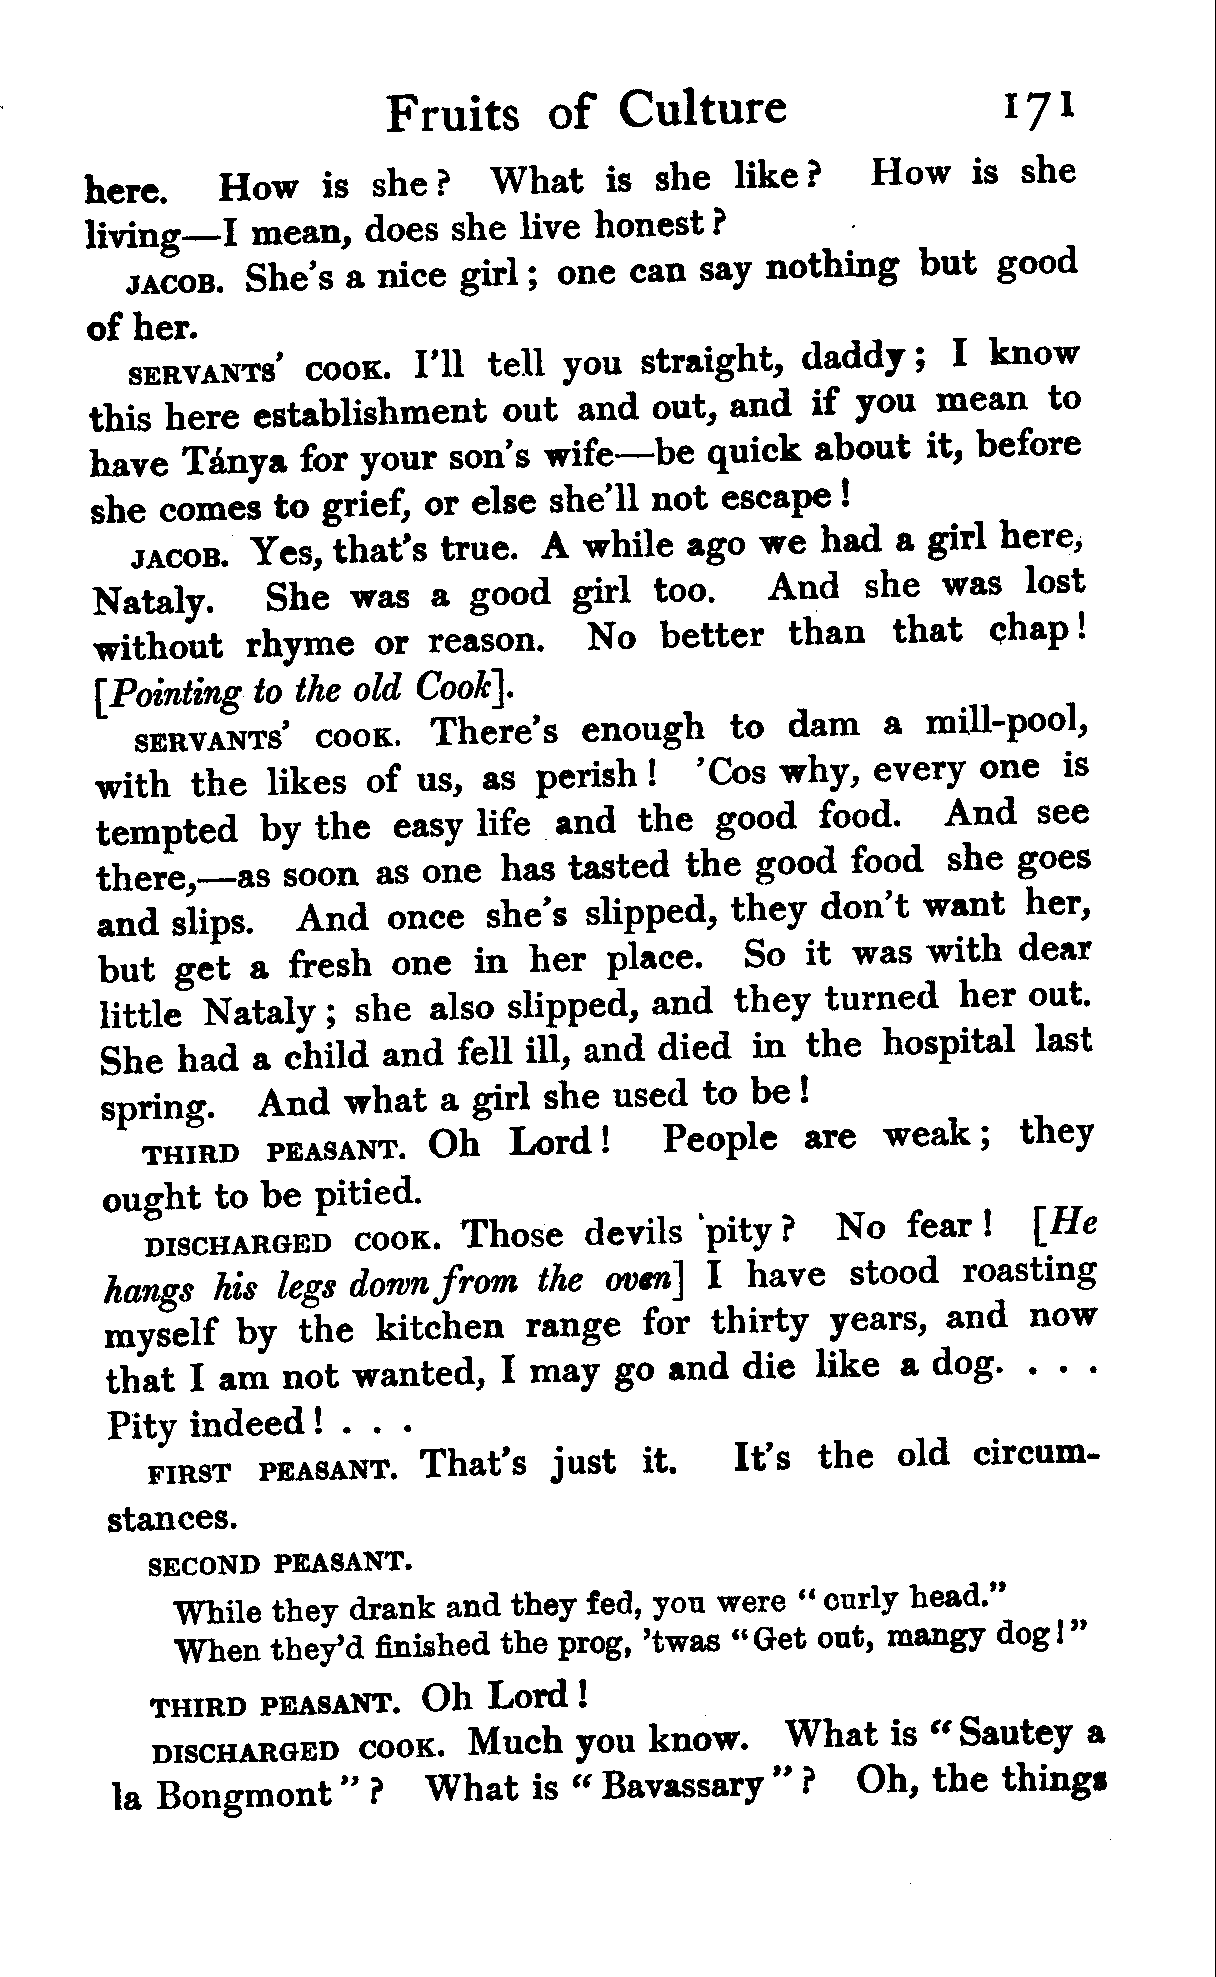 Fruits of Culture 171
here. How is she? What is she like? How is she
living—I mean, does she live honest?
JACOB. She's a nice girl; one can say nothing but good
of her.
SERVANTS' COOK. I'll tell you straight, daddy; I know
this here establishment out and out, and if you mean to
have Tánya for your son's wife—be quick about it, before
she comes to grief, or else she'll not escape!
JACOB. Yes, that's true. A while ago we had a girl here,
Nataly. She was a good girl too. And she was lost
without rhyme or reason. No better than that chap!
[Pointing to the old Cook].
SERVANTS' COOK. There's enough to dam a mill-pool,
with the likes of us, as perish! 'Cos why, every one is
tempted by the easy life and the good food. And see
there,—as soon as one has tasted the good food she goes
and slips. And once she's slipped, they don't want her,
but get a fresh one in her place. So it was with dear
little Nataly; she also slipped, and they turned her out.
She had a child and fell ill, and died in the hospital last
spring. And what a girl she used to be!
THIRD PEASANT. Oh Lord! People are weak; they
ought to be pitied.
DISCHARGED COOK. Those devils pity? No fear! [He
hangs his legs down from the oven] I have stood roasting
myself by the kitchen range for thirty years, and now
that I am not wanted, I may go and die like a dog. . . .
Pity indeed! . . .
FIRST PEASANT. That's just it. It's the old circum-
stances.
SECOND PEASANT.
While they drank and they fed, you were "curly head."
When they'd finished the prog, 'twas "Get out, mangy dog!"
THIRD PEASANT. Oh Lord!
DISCHARGED COOK. Much you know. What is "Sautey a
la Bongmont"? What is "Bavassary"? Oh, the things